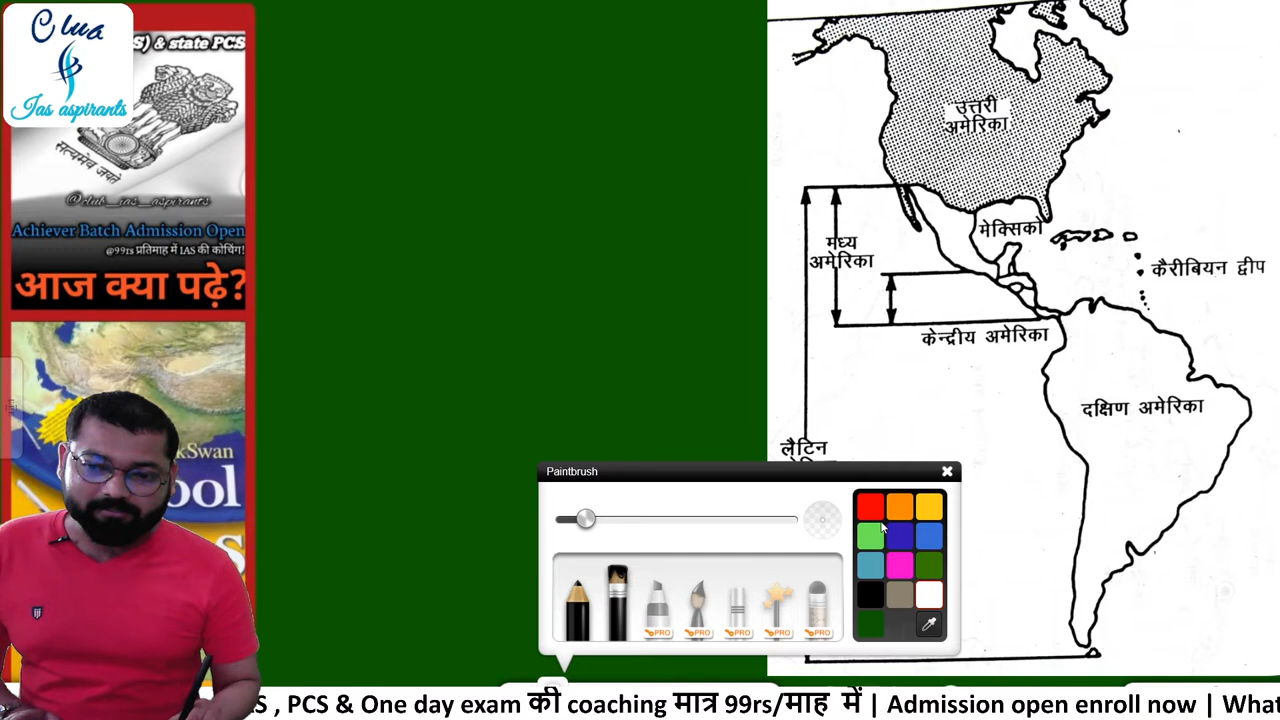 Club
Ias aspirants
S) & state PCS
सत्यमेव जयते
@club_ias_aspirants
Achiever Batch Admission Open
@99rs प्रतिमाह में IAS की कोचिंग!
आज क्या पढ़े?
kSwan
ool
S
उत्तरी
अमेरिका
मेक्सिको
मध्य
अमेरिका
कैरीबियन द्वीप
केन्द्रीय अमेरिका
दक्षिण अमेरिका
लैटिन
Paintbrush
PRO PRO PRO PRO PRO
S , PCS & One day exam की coaching मात्र 99rs/माह में | Admission open enroll now | What